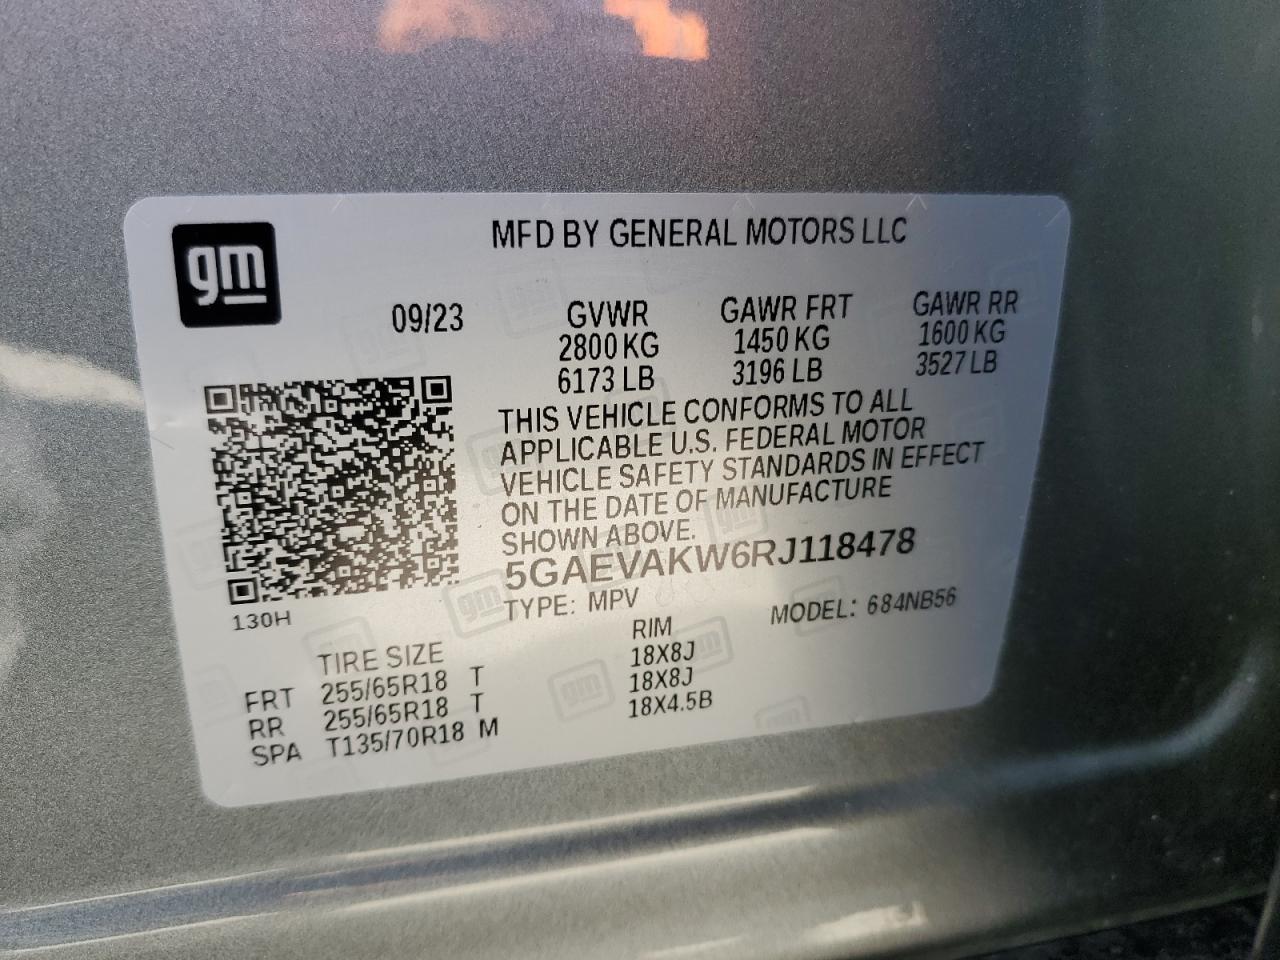 gm
MFD BY GENERAL MOTORS LLC
09/23
GVWR GAWR FRT GAWR RR
2800 KG 1450 KG 1600 KG
6173 LB 3196 LB 3527 LB
THIS VEHICLE CONFORMS TO ALL
APPLICABLE U.S. FEDERAL MOTOR
VEHICLE SAFETY STANDARDS IN EFFECT
ON THE DATE OF MANUFACTURE
SHOWN ABOVE.
5GAEVAKW6RJ118478
TYPE: MPV MODEL: 684NB56
130H
TIRE SIZE RIM
FRT 255/65R18 T 18X8J
RR 255/65R18 T 18X8J
SPA T135/70R18 M 18X4.5B